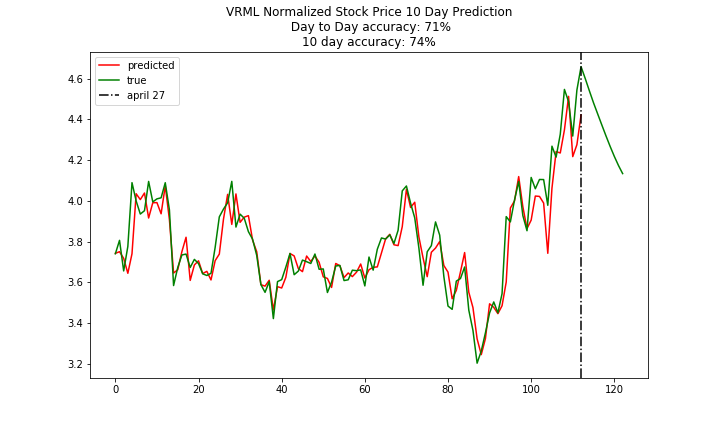 VRML Normalized Stock Price 10 Day Prediction
Day to Day accuracy: 71%
10 day accuracy: 74%
predicted
true
april 27
4.6
4.4
4.2
4.0
3.8
3.6
3.4
3.2
0 20 40 60 80 100 120